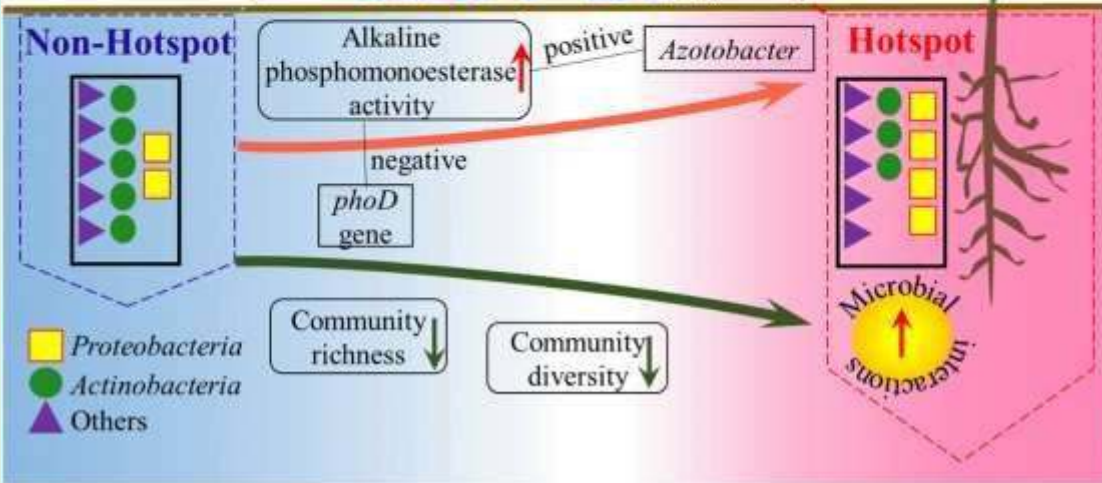 Non-Hotspot
Alkaline
phosphomonoesterase
activity
positive
Azotobacter
Hotspot
negative
phoD
gene
Community
richness
Community
diversity
Microbial
interactions
Proteobacteria
Actinobacteria
Others